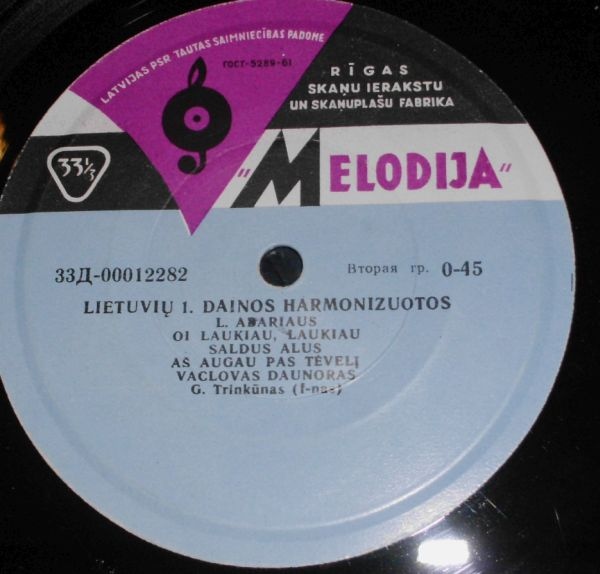 LATVIJAS PSR TAUTAS SAIMNIECĪBAS PADOME
ГОСТ-5289-61
RĪGAS
SKAŅU IERAKSTU
UN SKAŅUPLAŠU FABRIKA
33⅓
"MELODIJA"
33Д-00012282
Вторая гр. 0-45
LIETUVIŲ 1. DAINOS HARMONIZUOTOS
L. ABARIAUS
OI LAUKIAU, LAUKIAU
SALDUS ALUS
AŠ AUGAU PAS TĖVELĮ
VACLOVAS DAUNORAS
G. Trinkūnas (f-nas)